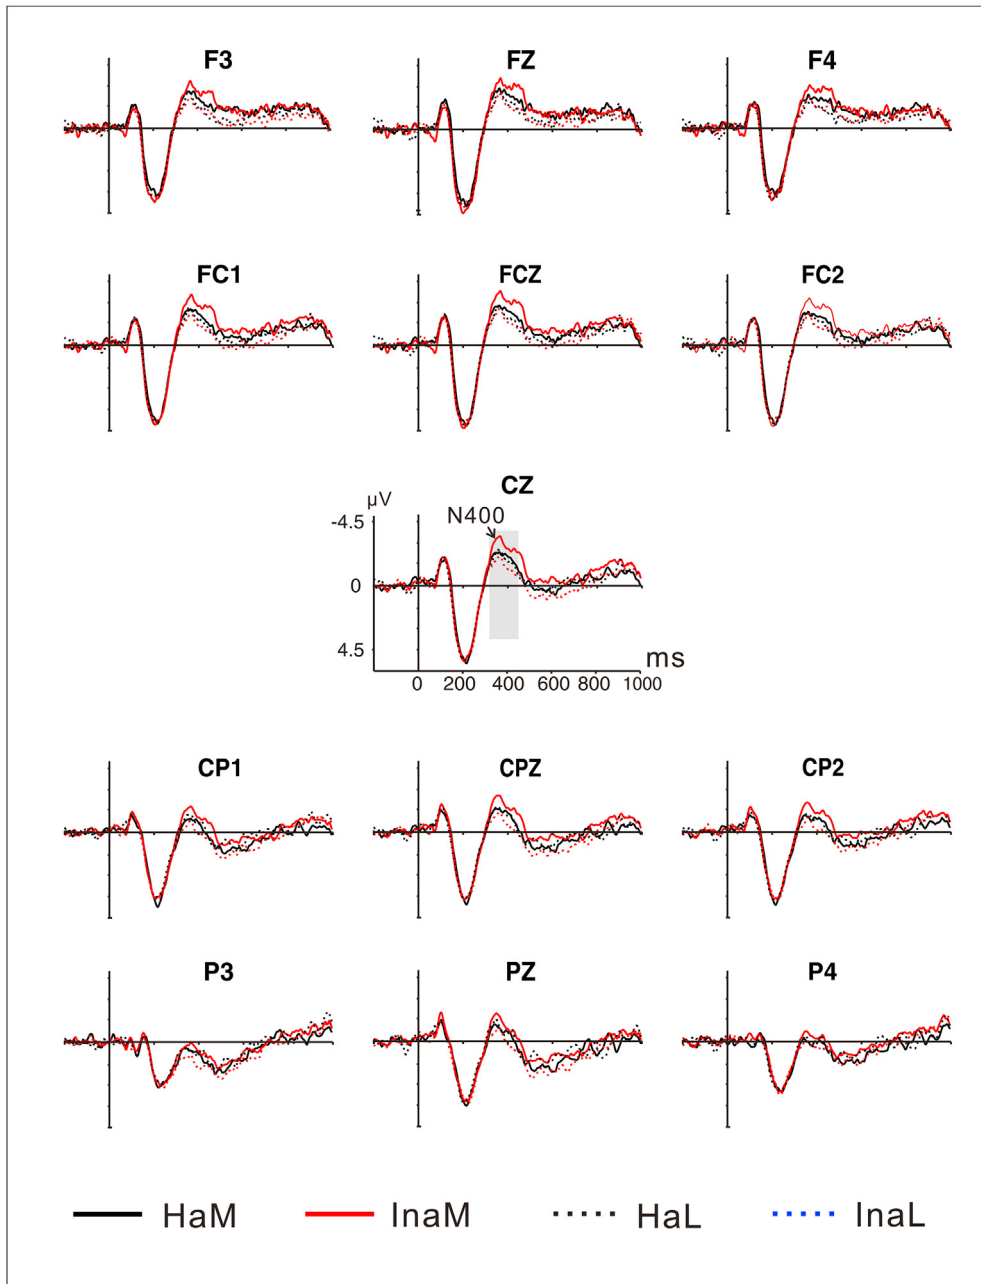 F3 FZ F4
FC1 FCZ FC2
CZ
µV
N400
-4.5
0
4.5
ms
0 200 400 600 800 1000
CP1 CPZ CP2
P3 PZ P4
HaM InaM HaL InaL